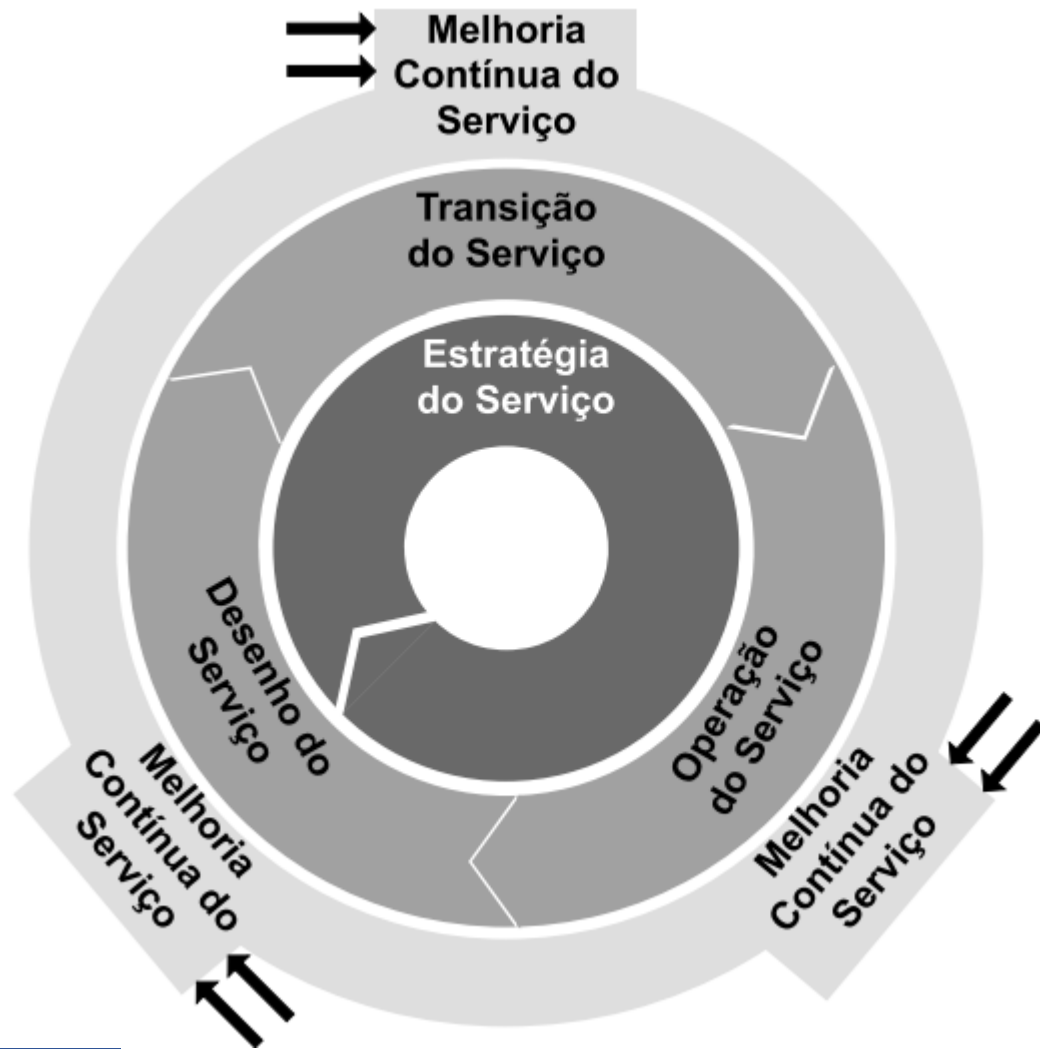 Melhoria
Contínua do
Serviço
Transição
do Serviço
Estratégia
do Serviço
Desenho do
Serviço
Operação
do Serviço
Melhoria
Contínua do
Serviço
Melhoria
Contínua do
Serviço